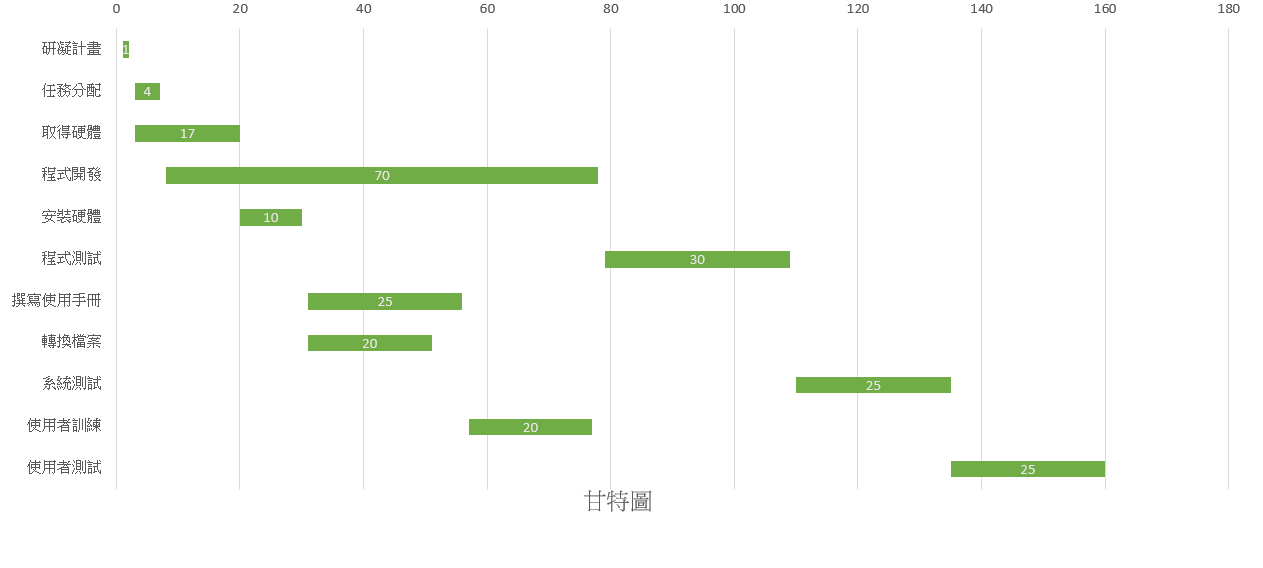 0 20 40 60 80 100 120 140 160 180
研凝計畫 1
任務分配 4
取得硬體 17
程式開發 70
安裝硬體 10
程式測試 30
撰寫使用手冊 25
轉換檔案 20
系統測試 25
使用者訓練 20
使用者測試 25
甘特圖